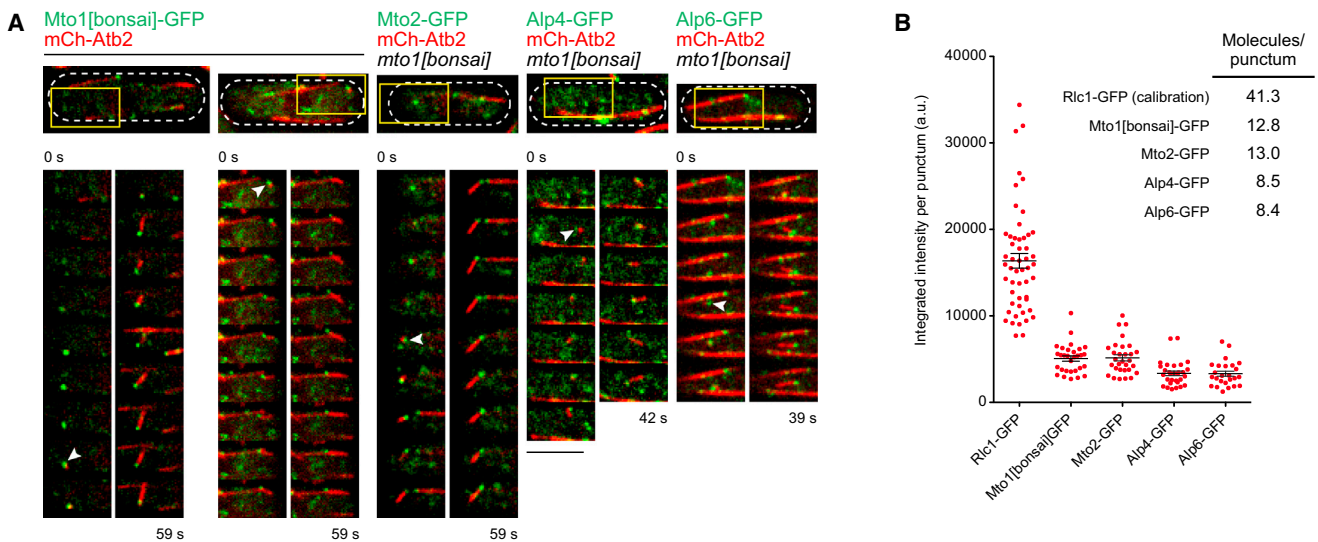 A
Mto1[bonsai]-GFP
mCh-Atb2
Mto2-GFP
mCh-Atb2
mto1[bonsai]
Alp4-GFP
mCh-Atb2
mto1[bonsai]
Alp6-GFP
mCh-Atb2
mto1[bonsai]
0 s
0 s
0 s
0 s
0 s
59 s
59 s
59 s
42 s
39 s
B
Molecules/
punctum
Rlc1-GFP (calibration) 41.3
Mto1[bonsai]-GFP 12.8
Mto2-GFP 13.0
Alp4-GFP 8.5
Alp6-GFP 8.4
Integrated intensity per punctum (a.u.)
40000
30000
20000
10000
0
Rlc1-GFP
Mto1[bonsai]GFP
Mto2-GFP
Alp4-GFP
Alp6-GFP